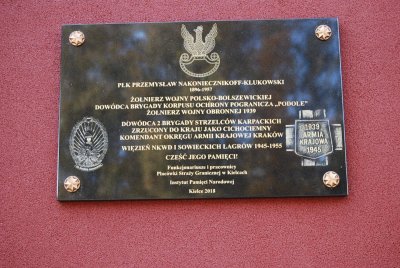 PŁK PRZEMYSŁAW NAKONIECZNIKOFF-KLUKOWSKI
1896-1957
ŻOŁNIERZ WOJNY POLSKO-BOLSZEWICKIEJ
DOWÓDCA BRYGADY KORPUSU OCHRONY POGRANICZA „PODOLE”
ŻOŁNIERZ WOJNY OBRONNEJ 1939
DOWÓDCA 2 BRYGADY STRZELCÓW KARPACKICH
ZRZUCONY DO KRAJU JAKO CICHOCIEMNY
KOMENDANT OKRĘGU ARMII KRAJOWEJ KRAKÓW
WIĘZIEŃ NKWD I SOWIECKICH ŁAGRÓW 1945-1955
CZEŚĆ JEGO PAMIĘCI!
Funkcjonariusze i pracownicy
Placówki Straży Granicznej w Kielcach
Instytut Pamięci Narodowej
Kielce 2018
1939
ARMIA
KRAJOWA
1945